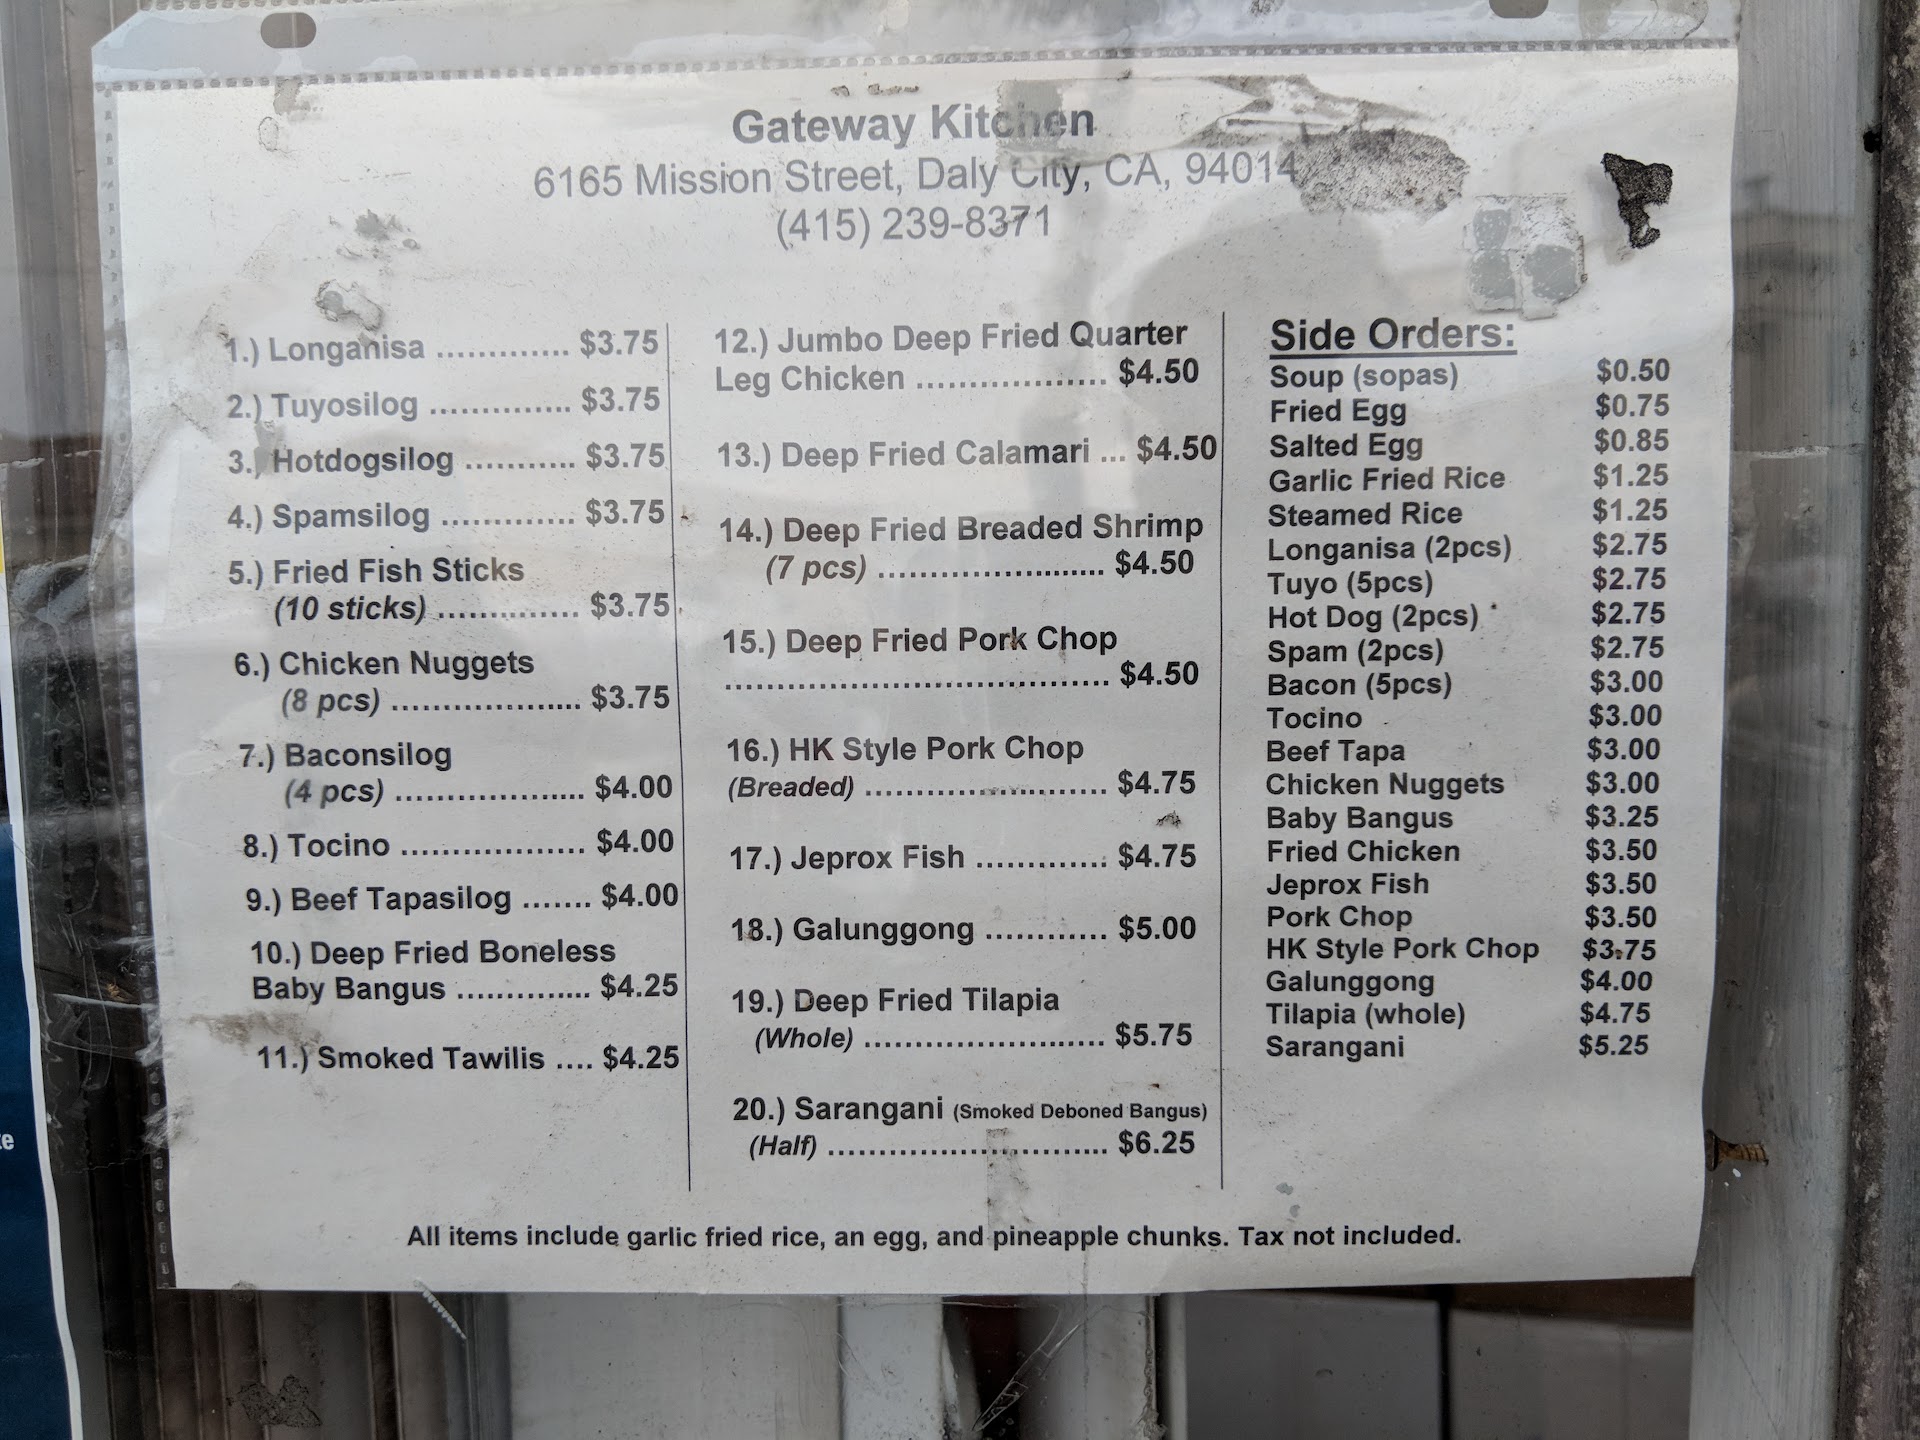 Gateway Kitchen
6165 Mission Street, Daly City, CA, 94014
(415) 239-8371
1.) Longanisa ............. $3.75
2.) Tuyosilog .............. $3.75
3.) Hotdogsilog ........... $3.75
4.) Spamsilog ............. $3.75
5.) Fried Fish Sticks
(10 sticks) .............. $3.75
6.) Chicken Nuggets
(8 pcs) ................... $3.75
7.) Baconsilog
(4 pcs) ................... $4.00
8.) Tocino .................. $4.00
9.) Beef Tapasilog ....... $4.00
10.) Deep Fried Boneless
Baby Bangus ............. $4.25
11.) Smoked Tawilis .... $4.25
12.) Jumbo Deep Fried Quarter
Leg Chicken ................... $4.50
13.) Deep Fried Calamari ... $4.50
14.) Deep Fried Breaded Shrimp
(7 pcs) ....................... $4.50
15.) Deep Fried Pork Chop
...................................... $4.50
16.) HK Style Pork Chop
(Breaded) ........................ $4.75
17.) Jeprox Fish ............. $4.75
18.) Galunggong ............ $5.00
19.) Deep Fried Tilapia
(Whole) ........................ $5.75
20.) Sarangani (Smoked Deboned Bangus)
(Half) ............................ $6.25
Side Orders:
Soup (sopas) $0.50
Fried Egg $0.75
Salted Egg $0.85
Garlic Fried Rice $1.25
Steamed Rice $1.25
Longanisa (2pcs) $2.75
Tuyo (5pcs) $2.75
Hot Dog (2pcs) $2.75
Spam (2pcs) $2.75
Bacon (5pcs) $3.00
Tocino $3.00
Beef Tapa $3.00
Chicken Nuggets $3.00
Baby Bangus $3.25
Fried Chicken $3.50
Jeprox Fish $3.50
Pork Chop $3.50
HK Style Pork Chop $3.75
Galunggong $4.00
Tilapia (whole) $4.75
Sarangani $5.25
All items include garlic fried rice, an egg, and pineapple chunks. Tax not included.